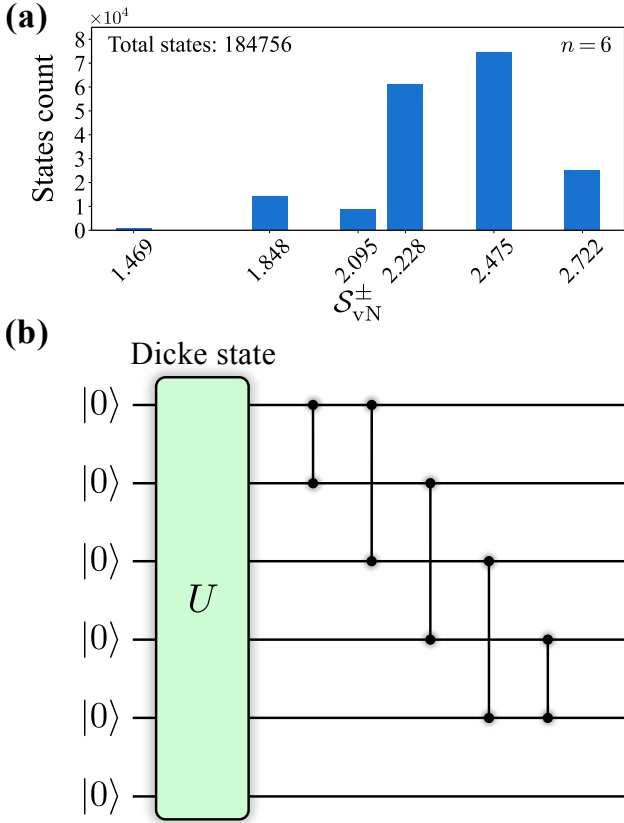 (a)
×10⁴
Total states: 184756
n = 6
States count
8
7
6
5
4
3
2
1
0
1.469
1.848
2.095
2.228
2.475
2.722
𝒮±vN
(b)
Dicke state
|0⟩
|0⟩
|0⟩
U
|0⟩
|0⟩
|0⟩